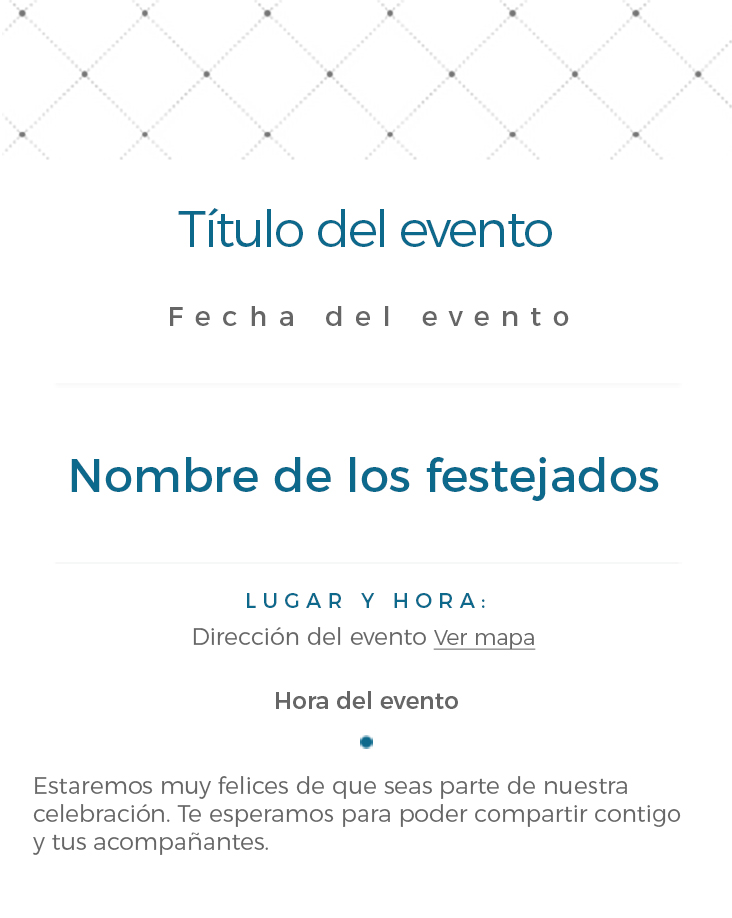 Título del evento
Fecha del evento
Nombre de los festejados
LUGAR Y HORA:
Dirección del evento Ver mapa
Hora del evento
Estaremos muy felices de que seas parte de nuestra
celebración. Te esperamos para poder compartir contigo
y tus acompañantes.